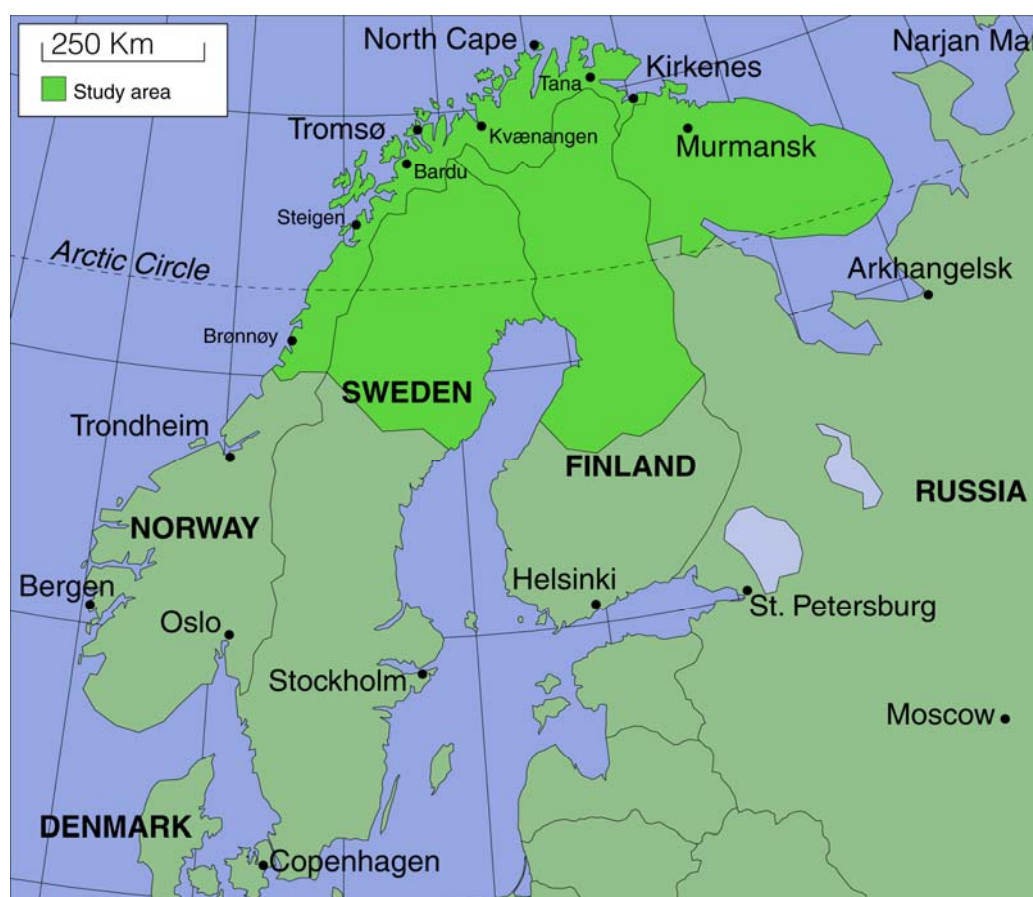 250 Km
Study area
North Cape
Narjan Mar
Tana
Kirkenes
Tromsø
Kvænangen
Murmansk
Bardu
Steigen
Arctic Circle
Arkhangelsk
Brønnøy
SWEDEN
Trondheim
FINLAND
RUSSIA
NORWAY
Bergen
Helsinki
St. Petersburg
Oslo
Stockholm
Moscow
DENMARK
Copenhagen